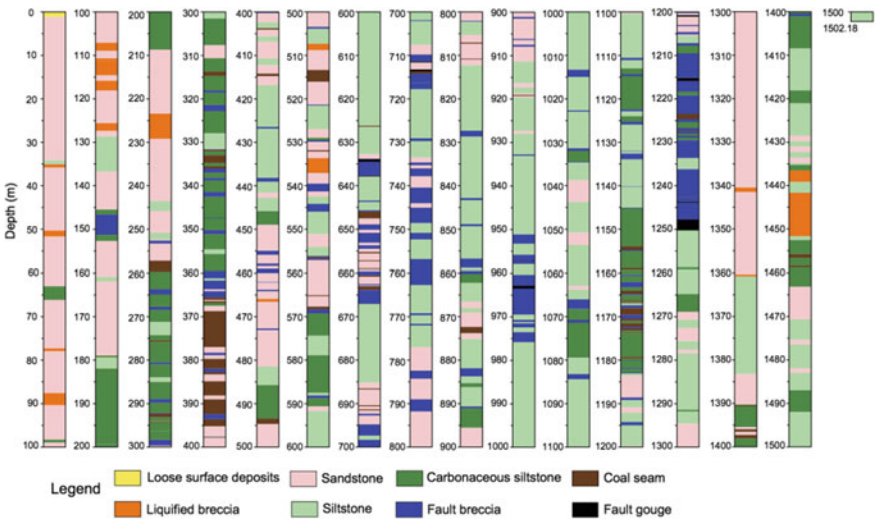 0 100 200 300 400 500 600 700 800 900 1000 1100 1200 1300 1400 1500
1502.18
10 110 210 310 410 510 610 710 810 910 1010 1110 1210 1310 1410
20 120 220 320 420 520 620 720 820 920 1020 1120 1220 1320 1420
30 130 230 330 430 530 630 730 830 930 1030 1130 1230 1330 1430
40 140 240 340 440 540 640 740 840 940 1040 1140 1240 1340 1440
Depth (m)
50 150 250 350 450 550 650 750 850 950 1050 1150 1250 1350 1450
60 160 260 360 460 560 660 760 860 960 1060 1160 1260 1360 1460
70 170 270 370 470 570 670 770 870 970 1070 1170 1270 1370 1470
80 180 280 380 480 580 680 780 880 980 1080 1180 1280 1380 1480
90 190 290 390 490 590 690 790 890 990 1090 1190 1290 1390 1490
100 200 300 400 500 600 700 800 900 1000 1100 1200 1300 1400 1500
Legend
Loose surface deposits Sandstone Carbonaceous siltstone Coal seam
Liquified breccia Siltstone Fault breccia Fault gouge